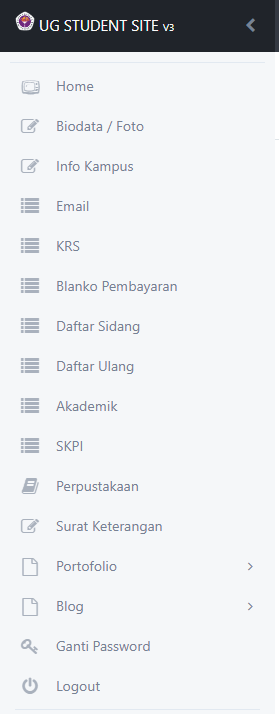 UG STUDENT SITE V3
Home
Biodata / Foto
Info Kampus
Email
KRS
Blanko Pembayaran
Daftar Sidang
Daftar Ulang
Akademik
SKPI
Perpustakaan
Surat Keterangan
Portofolio
Blog
Ganti Password
Logout